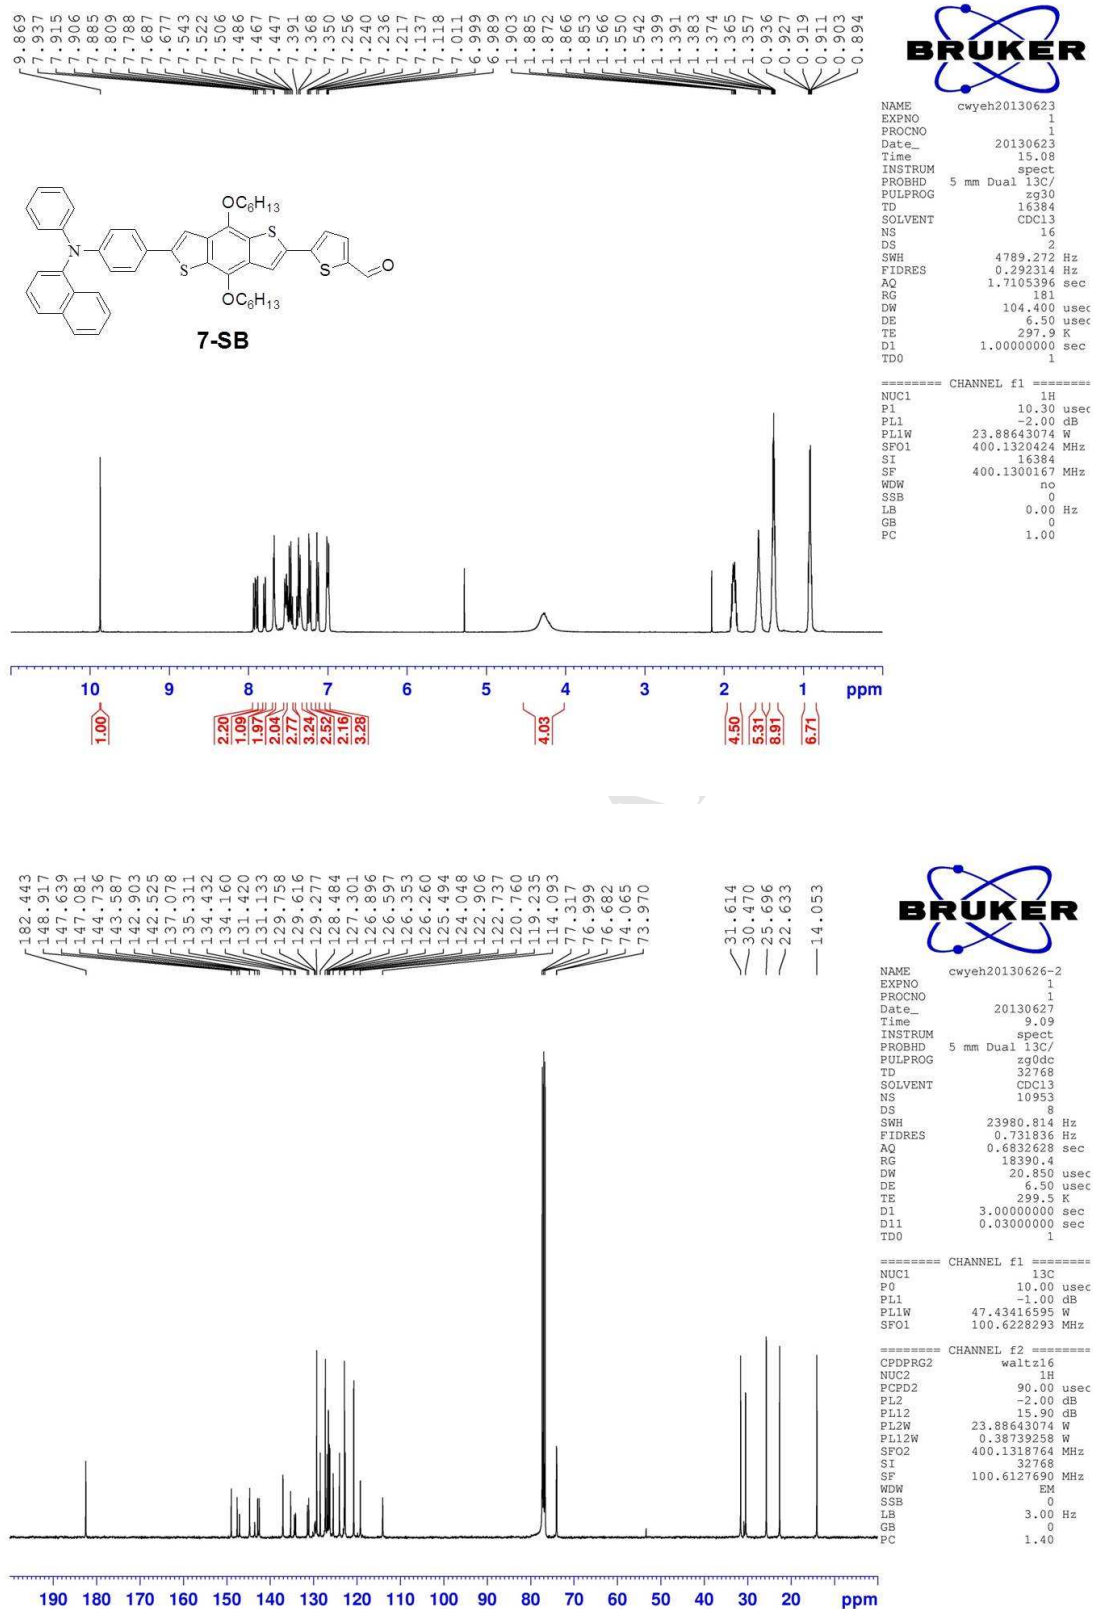 9.869 7.937 7.915 7.906 7.885 7.809 7.788 7.687 7.677 7.543 7.522 7.506 7.486 7.467 7.447 7.391 7.368 7.350 7.256 7.240 7.236 7.217 7.137 7.118 7.011 6.999 6.989 1.903 1.885 1.872 1.866 1.853 1.566 1.550 1.542 1.399 1.391 1.383 1.374 1.365 1.357 0.936 0.927 0.919 0.911 0.903 0.894
BRUKER
NAME cwyeh20130623
EXPNO 1
PROCNO 1
Date_ 20130623
Time 15.08
INSTRUM spect
PROBHD 5 mm Dual 13C/
PULPROG zg30
TD 16384
SOLVENT CDCl3
NS 16
DS 2
SWH 4789.272 Hz
FIDRES 0.292314 Hz
AQ 1.7105396 sec
RG 181
DW 104.400 usec
DE 6.50 usec
TE 297.9 K
D1 1.00000000 sec
TD0 1
======== CHANNEL f1 ========
NUC1 1H
P1 10.30 usec
PL1 -2.00 dB
PL1W 23.88643074 W
SFO1 400.1320424 MHz
SI 16384
SF 400.1300167 MHz
WDW no
SSB 0
LB 0.00 Hz
GB 0
PC 1.00
OC6H13
S
N
S
S
O
OC6H13
7-SB
10 9 8 7 6 5 4 3 2 1 ppm
1.00 2.20 1.09 1.97 2.04 2.77 3.24 2.52 2.16 3.28 4.03 4.50 5.31 8.91 6.71
182.443 148.917 147.639 147.081 144.736 143.587 142.903 142.525 137.078 135.311 134.432 134.160 131.420 131.133 129.758 129.616 129.277 128.484 127.301 126.896 126.597 126.353 126.260 125.494 124.048 122.906 122.737 120.760 119.235 114.093 77.317 76.999 76.682 74.065 73.970 31.614 30.470 25.696 22.633 14.053
BRUKER
NAME cwyeh20130626-2
EXPNO 1
PROCNO 1
Date_ 20130627
Time 9.09
INSTRUM spect
PROBHD 5 mm Dual 13C/
PULPROG zg0dc
TD 32768
SOLVENT CDCl3
NS 10953
DS 8
SWH 23980.814 Hz
FIDRES 0.731836 Hz
AQ 0.6832628 sec
RG 18390.4
DW 20.850 usec
DE 6.50 usec
TE 299.5 K
D1 3.00000000 sec
D11 0.03000000 sec
TD0 1
======== CHANNEL f1 ========
NUC1 13C
P0 10.00 usec
PL1 -1.00 dB
PL1W 47.43416595 W
SFO1 100.6228293 MHz
======== CHANNEL f2 ========
CPDPRG2 waltz16
NUC2 1H
PCPD2 90.00 usec
PL2 -2.00 dB
PL12 15.90 dB
PL2W 23.88643074 W
PL12W 0.38739258 W
SFO2 400.1318764 MHz
SI 32768
SF 100.6127690 MHz
WDW EM
SSB 0
LB 3.00 Hz
GB 0
PC 1.40
190 180 170 160 150 140 130 120 110 100 90 80 70 60 50 40 30 20 ppm